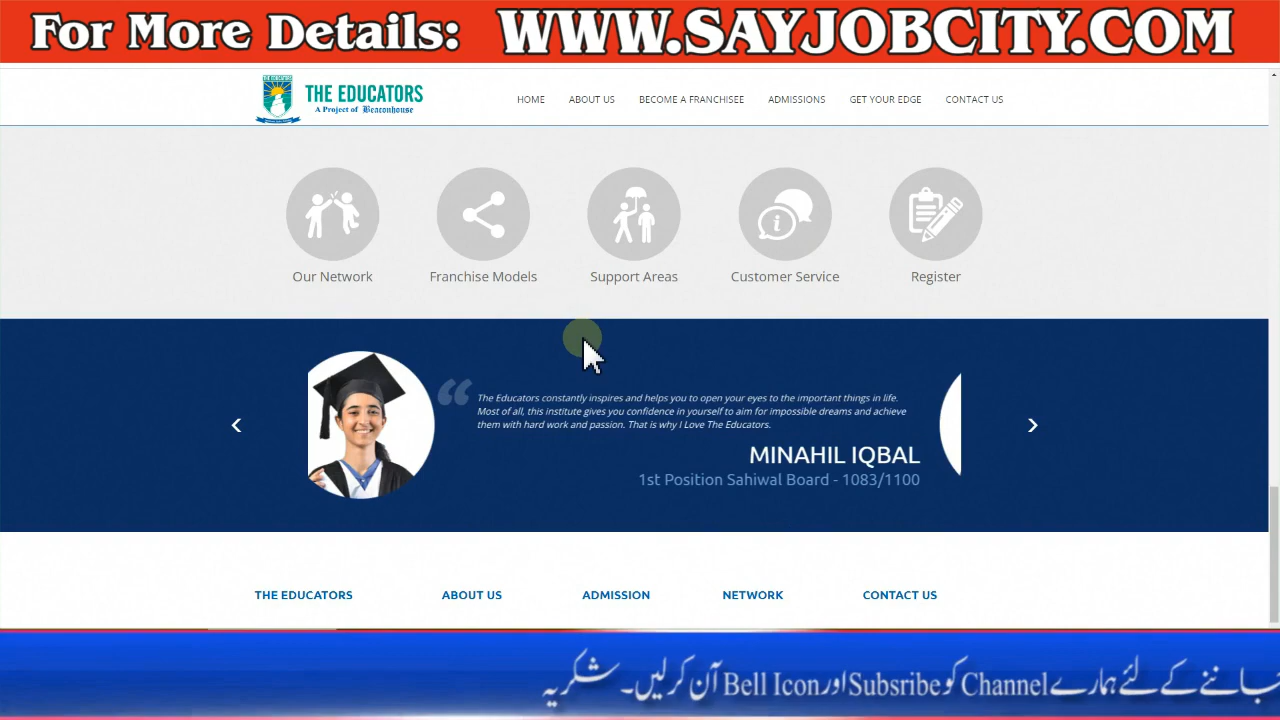 For More Details: WWW.SAYJOBCITY.COM
THE EDUCATORS
A Project of Beaconhouse
HOME ABOUT US BECOME A FRANCHISEE ADMISSIONS GET YOUR EDGE CONTACT US
Our Network Franchise Models Support Areas Customer Service Register
The Educators constantly inspires and helps you to open your eyes to the important things in life.
Most of all, this institute gives you confidence in yourself to aim for impossible dreams and achieve
them with hard work and passion. That is why I Love The Educators.
MINAHIL IQBAL
1st Position Sahiwal Board - 1083/1100
THE EDUCATORS ABOUT US ADMISSION NETWORK CONTACT US
جاننے کے لئے ہمارے Channel کو Subsribe اور Bell Icon آن کرلیں۔ شکریہ